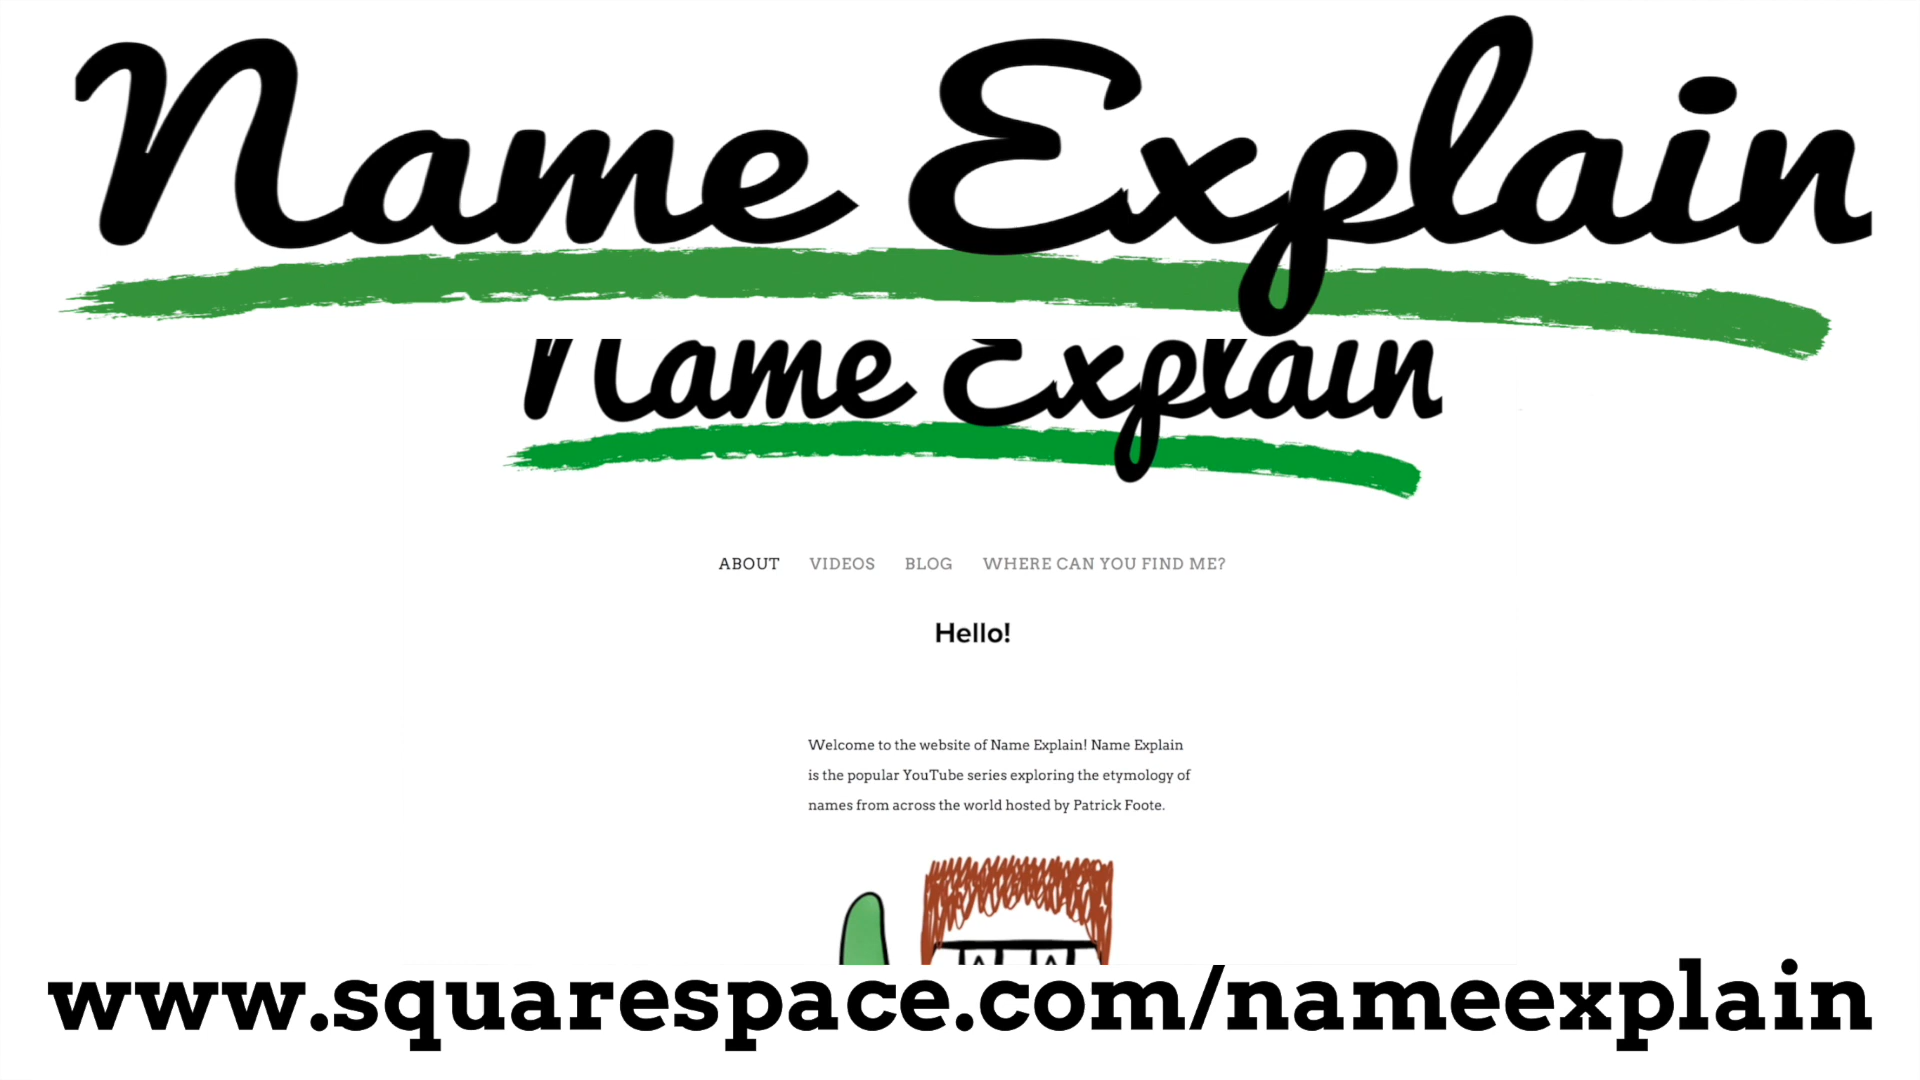 Name Explain
Name Explain
ABOUT VIDEOS BLOG WHERE CAN YOU FIND ME?
Hello!
Welcome to the website of Name Explain! Name Explain
is the popular YouTube series exploring the etymology of
names from across the world hosted by Patrick Foote.
www.squarespace.com/nameexplain